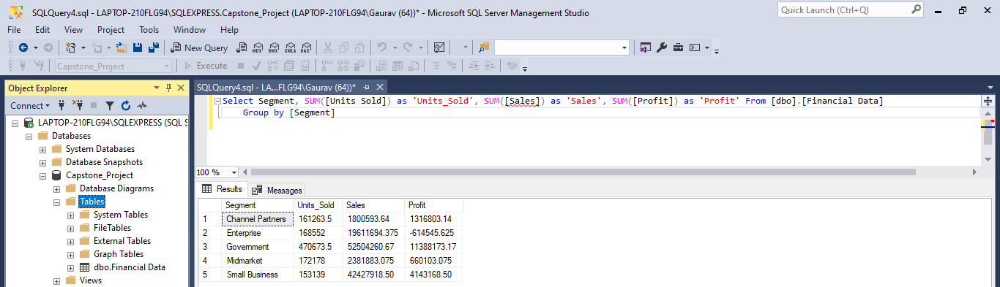 SQLQuery4.sql - LAPTOP-210FLG94\SQLEXPRESS.Capstone_Project (LAPTOP-210FLG94\Gaurav (64))* - Microsoft SQL Server Management Studio
Quick Launch (Ctrl+Q)
File Edit View Project Tools Window Help
New Query MDX DMX XMLA DAX
Capstone_Project Execute
Object Explorer
Connect
LAPTOP-210FLG94\SQLEXPRESS (SQL S
Databases
System Databases
Database Snapshots
Capstone_Project
Database Diagrams
Tables
System Tables
FileTables
External Tables
Graph Tables
dbo.Financial Data
Views
SQLQuery4.sql - LA...FLG94\Gaurav (64))*
Select Segment, SUM([Units Sold]) as 'Units_Sold', SUM([Sales]) as 'Sales', SUM([Profit]) as 'Profit' From [dbo].[Financial Data]
Group by [Segment]
100 %
Results Messages
Segment Units_Sold Sales Profit
1 Channel Partners 161263.5 1800593.64 1316803.14
2 Enterprise 168552 19611694.375 -614545.625
3 Government 470673.5 52504260.67 11388173.17
4 Midmarket 172178 2381883.075 660103.075
5 Small Business 153139 42427918.50 4143168.50